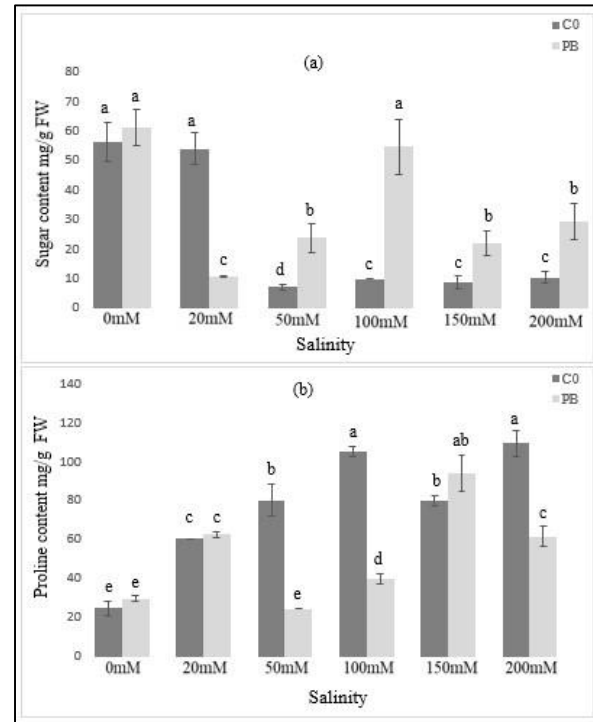 C0
PB
(a)
Sugar content mg/g FW
80
70
60
50
40
30
20
10
0
a a a c d b c a c b c b
0mM 20mM 50mM 100mM 150mM 200mM
Salinity
C0
PB
(b)
Proline content mg/g FW
140
120
100
80
60
40
20
0
e e c c b e a d b ab a c
0mM 20mM 50mM 100mM 150mM 200mM
Salinity